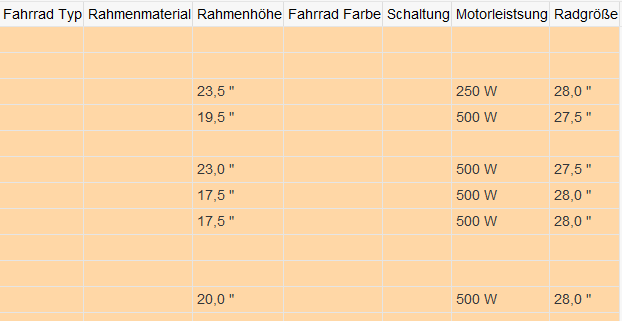 Fahrrad Typ Rahmenmaterial Rahmenhöhe Fahrrad Farbe Schaltung Motorleistsung Radgröße
23,5 " 250 W 28,0 "
19,5 " 500 W 27,5 "
23,0 " 500 W 27,5 "
17,5 " 500 W 28,0 "
17,5 " 500 W 28,0 "
20,0 " 500 W 28,0 "